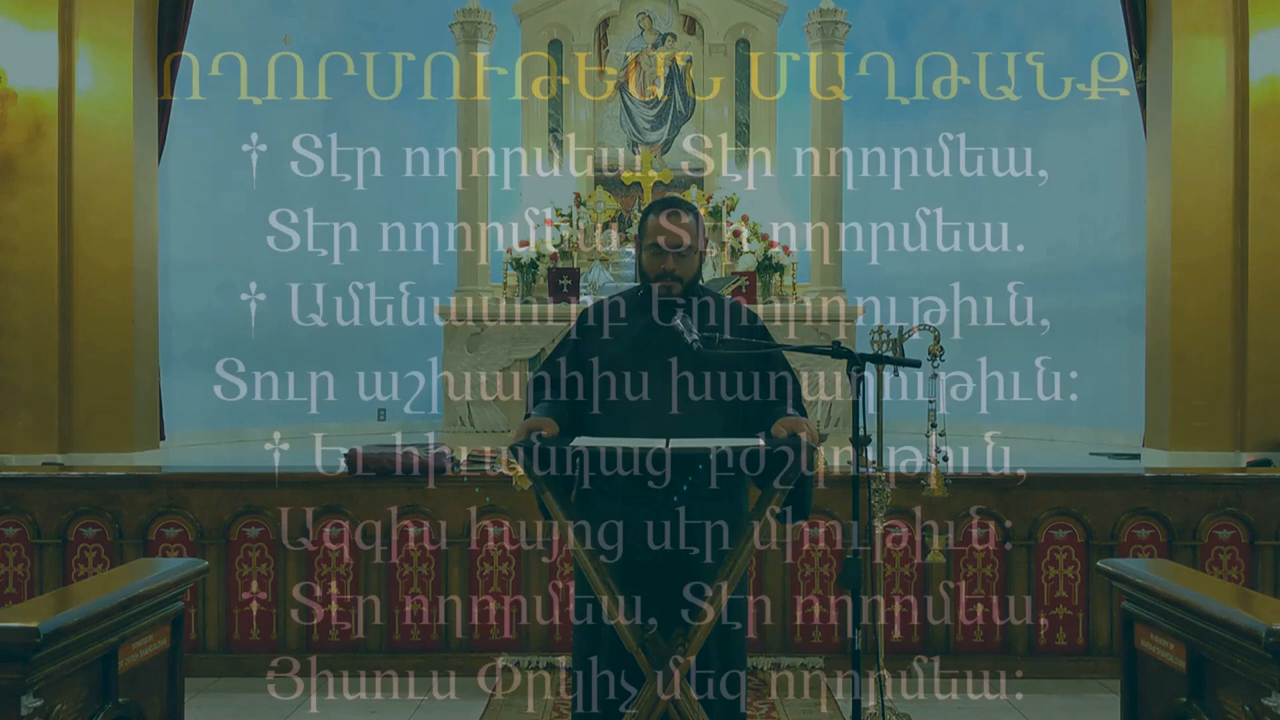 ՈՂՈՐՄՈՒԹԵԱՆ ՄԱՂԹԱՆՔ
† Տէր ողորմեա, Տէր ողորմեա,
Տէր ողորմեա, Տէր ողորմեա.
† Ամենասուրբ Երրորդութիւն,
Տուր աշխարհիս խաղաղութիւն:
† Եւ հիւանդաց բժշկութիւն,
Ազգիս հայոց սէր միութիւն:
† Տէր ողորմեա, Տէր ողորմեա,
Յիսուս Փրկիչ մեզ ողորմեա: